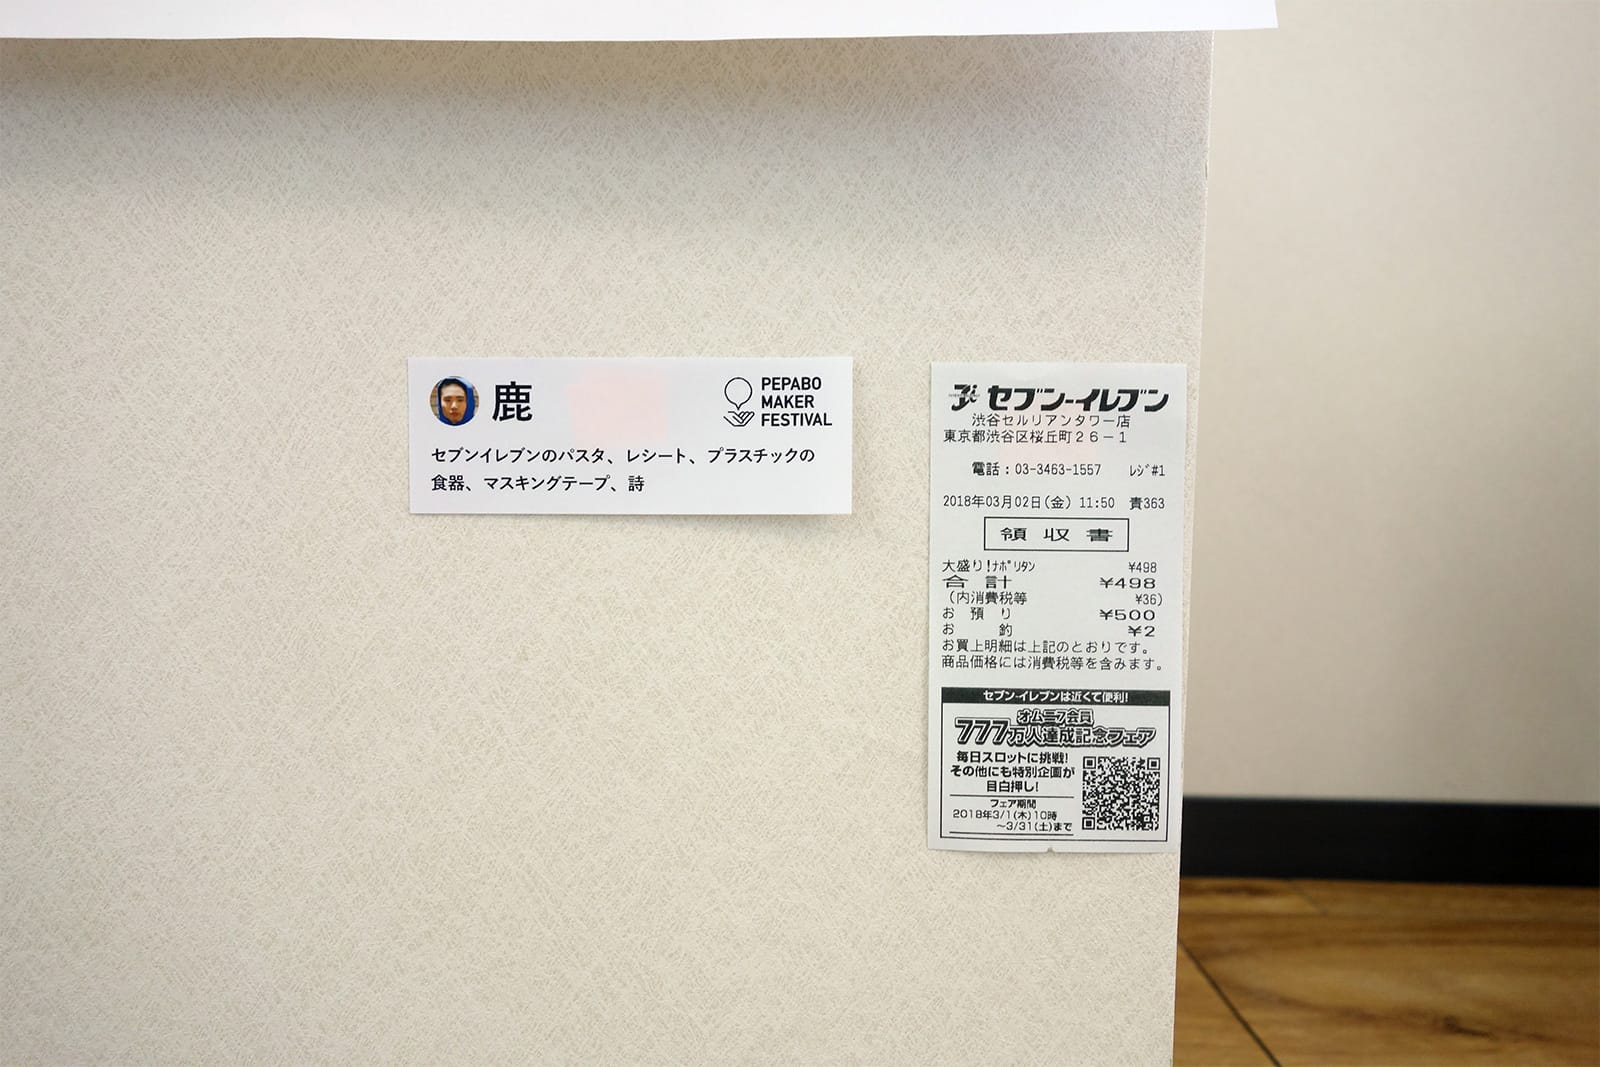 鹿
PEPABO
MAKER
FESTIVAL
セブンイレブンのパスタ、レシート、プラスチックの
食器、マスキングテープ、詩
セブン-イレブン
渋谷セルリアンタワー店
東京都渋谷区桜丘町26-1
電話：03-3463-1557 ﾚｼﾞ#1
2018年03月02日(金) 11:50 責363
領収書
大盛り!ﾅﾎﾟﾘﾀﾝ ¥498
合計 ¥498
(内消費税等 ¥36)
お預り ¥500
お釣 ¥2
お買上明細は上記のとおりです。
商品価格には消費税等を含みます。
セブン-イレブンは近くて便利!
オムニ7会員
777万人達成記念フェア
毎日スロットに挑戦!
その他にも特別企画が
目白押し!
フェア期間
2018年3/1(木)10時
～3/31(土)まで